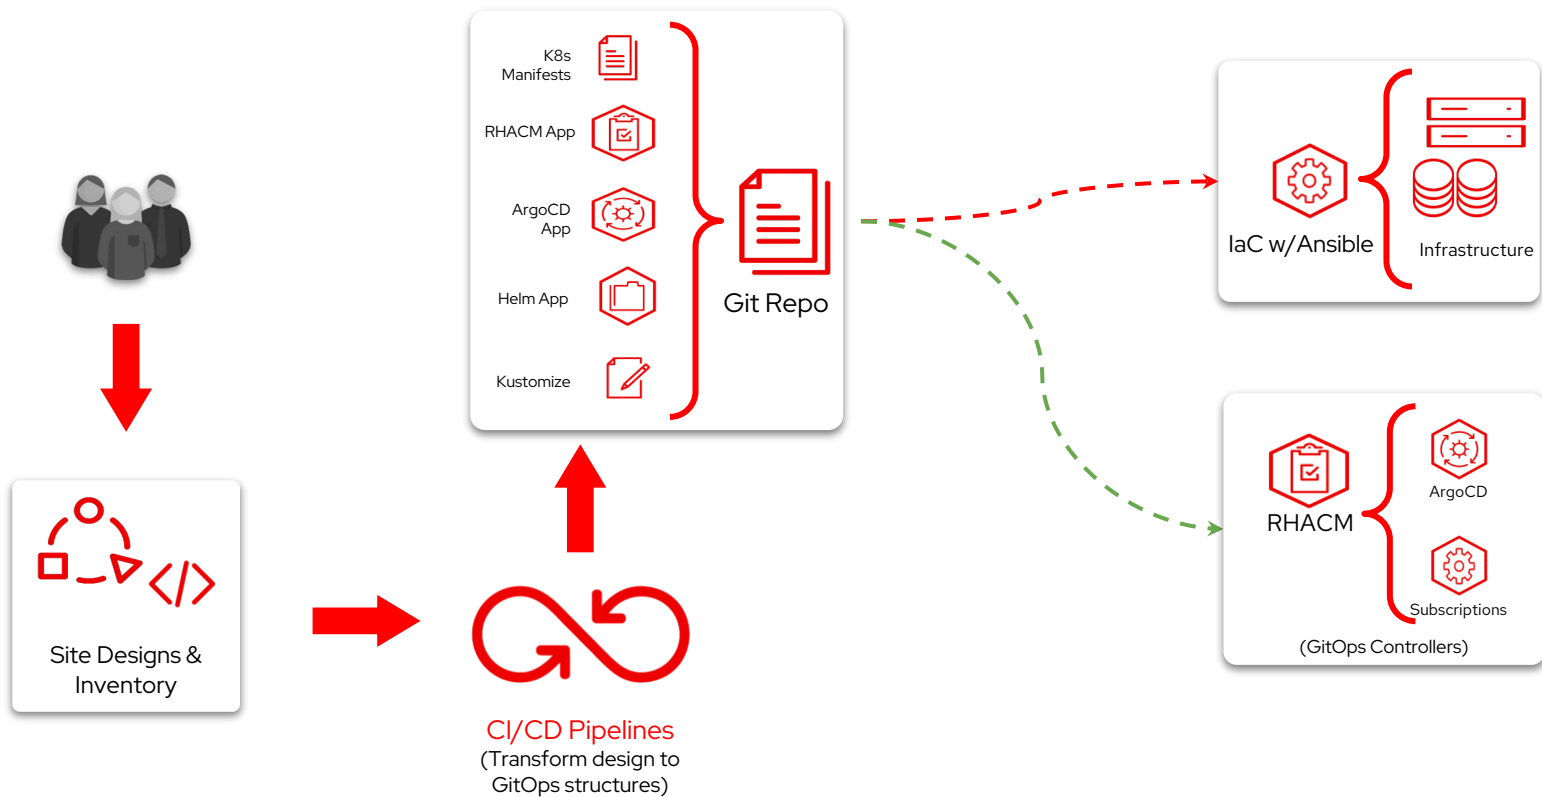 K8s
Manifests
RHACM App
ArgoCD
App
Helm App
Kustomize
Git Repo
IaC w/Ansible
Infrastructure
RHACM
ArgoCD
Subscriptions
(GitOps Controllers)
Site Designs &
Inventory
CI/CD Pipelines
(Transform design to
GitOps structures)